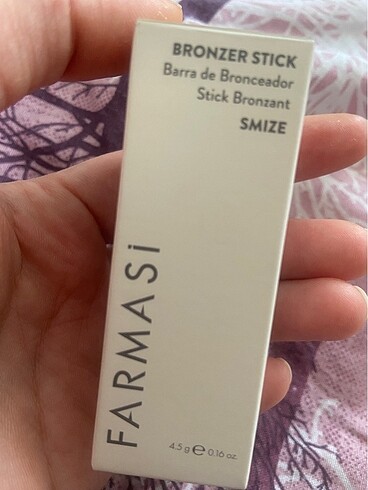 BRONZER STICK
Barra de Bronceador
Stick Bronzant
SMIZE
FARMASi
4.5 g ℮ 0.16 oz.